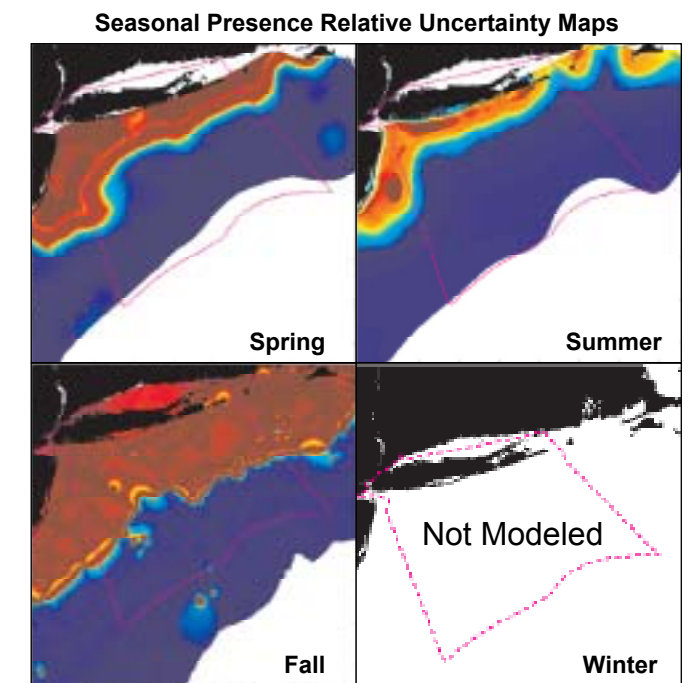 Seasonal Presence Relative Uncertainty Maps
Spring
Summer
Fall
Not Modeled
Winter